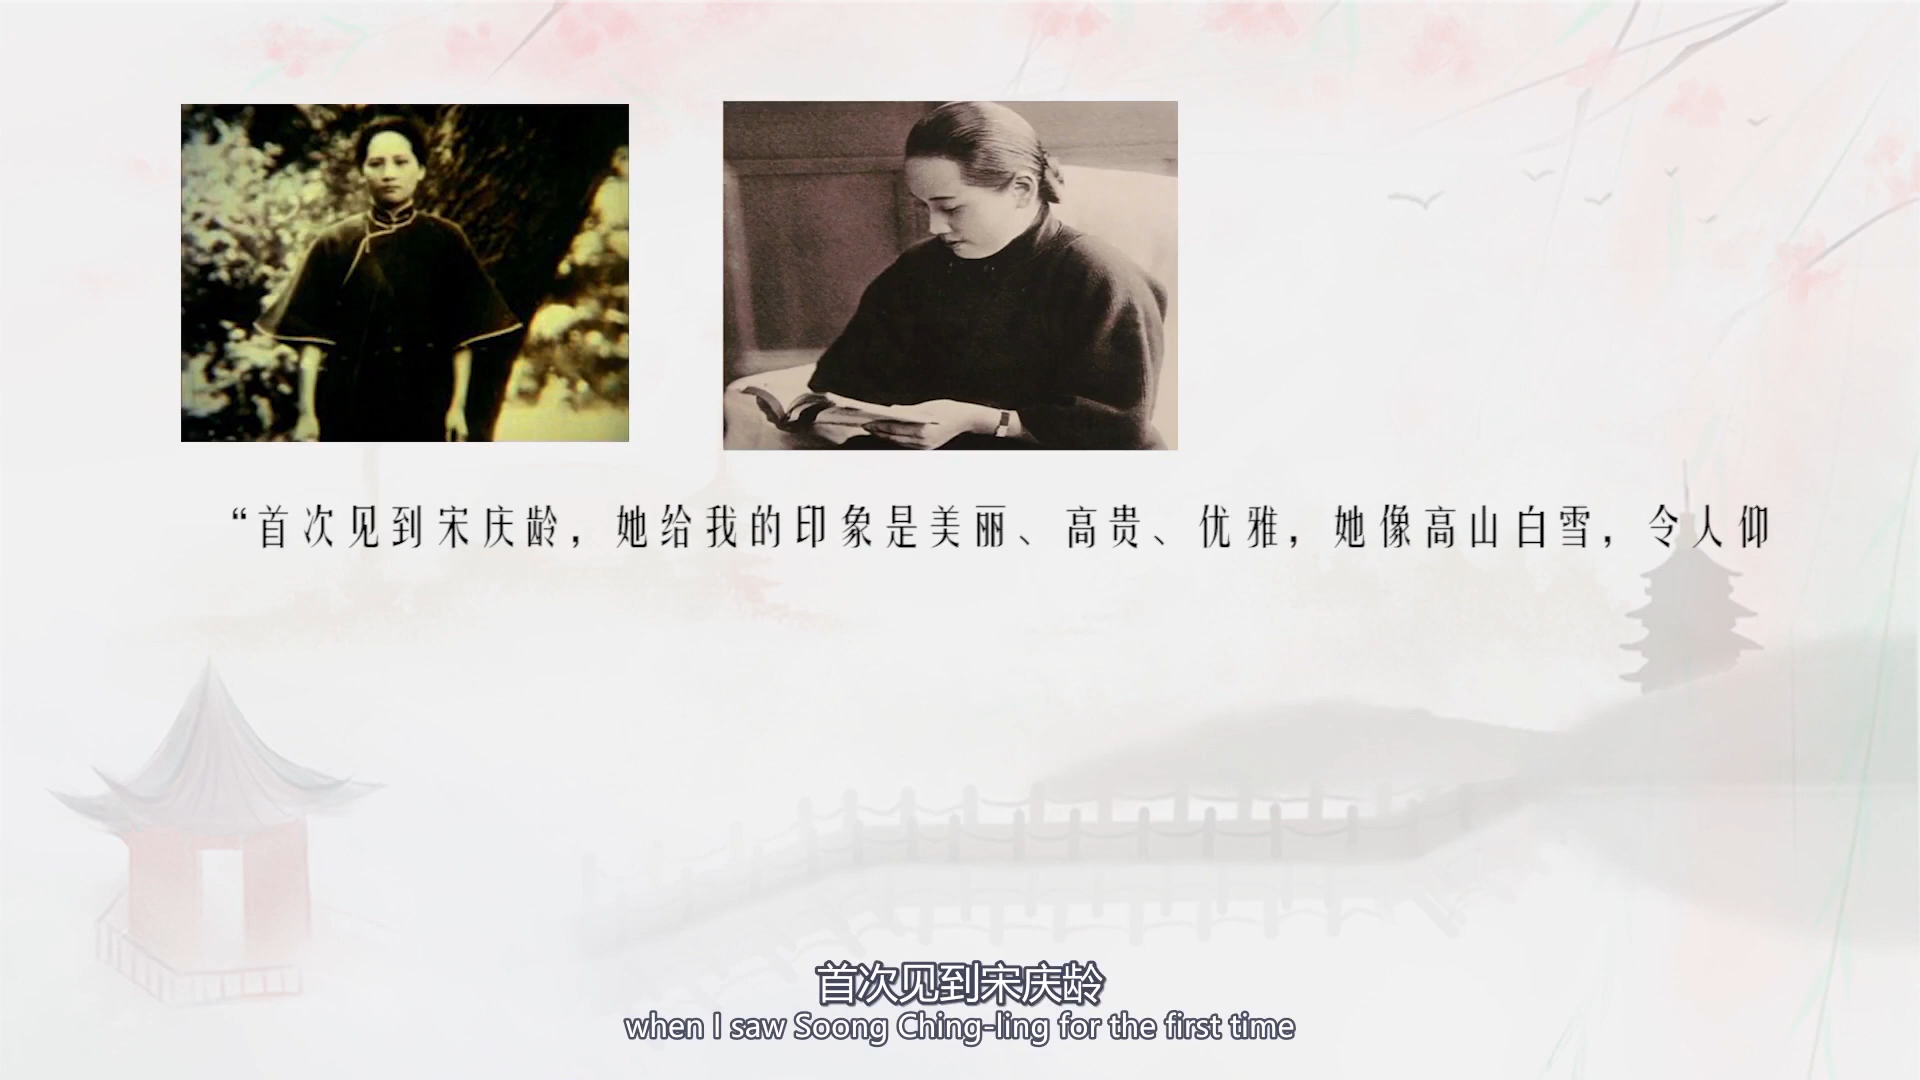 “首次见到宋庆龄，她给我的印象是美丽、高贵、优雅，她像高山白雪，令人仰
首次见到宋庆龄
when I saw Soong Ching-ling for the first time